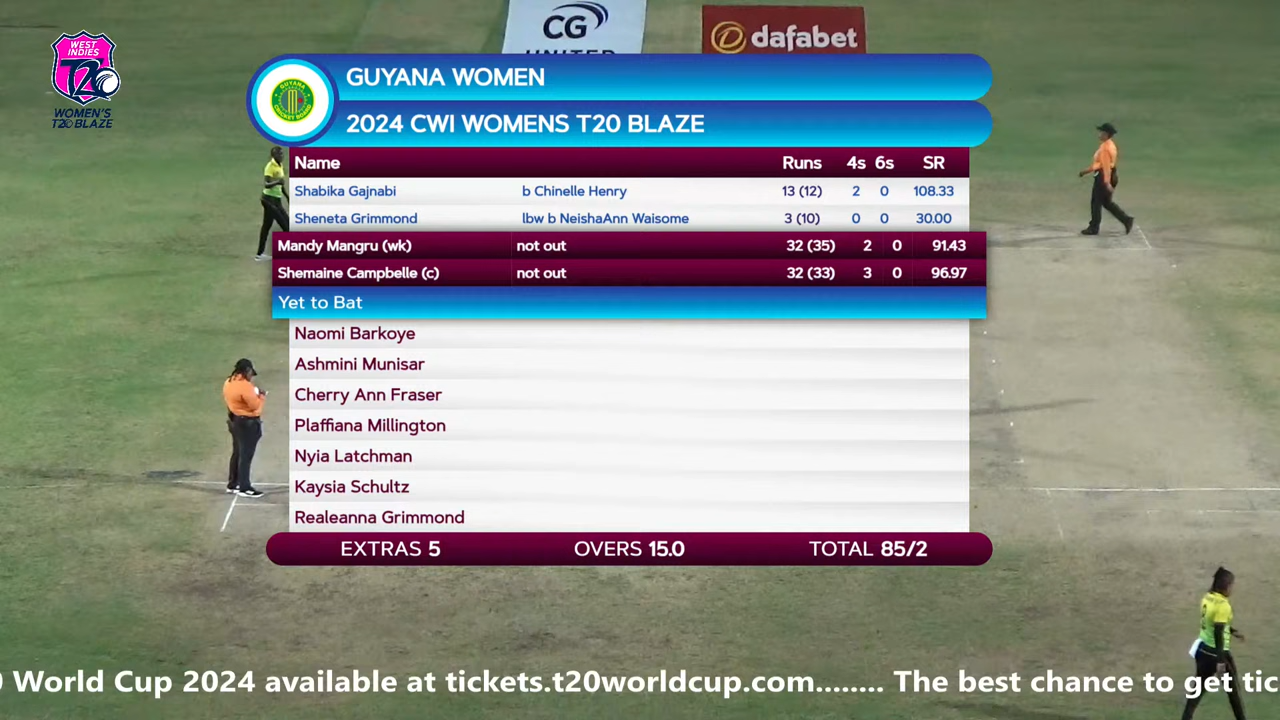 CG
UNITED
dafabet
WEST
INDIES
T20
WOMEN'S
T20 BLAZE
GUYANA WOMEN
2024 CWI WOMENS T20 BLAZE
Name Runs 4s 6s SR
Shabika Gajnabi b Chinelle Henry 13 (12) 2 0 108.33
Sheneta Grimmond lbw b NeishaAnn Waisome 3 (10) 0 0 30.00
Mandy Mangru (wk) not out 32 (35) 2 0 91.43
Shemaine Campbelle (c) not out 32 (33) 3 0 96.97
Yet to Bat
Naomi Barkoye
Ashmini Munisar
Cherry Ann Fraser
Plaffiana Millington
Nyia Latchman
Kaysia Schultz
Realeanna Grimmond
EXTRAS 5 OVERS 15.0 TOTAL 85/2
World Cup 2024 available at tickets.t20worldcup.com........ The best chance to get tic